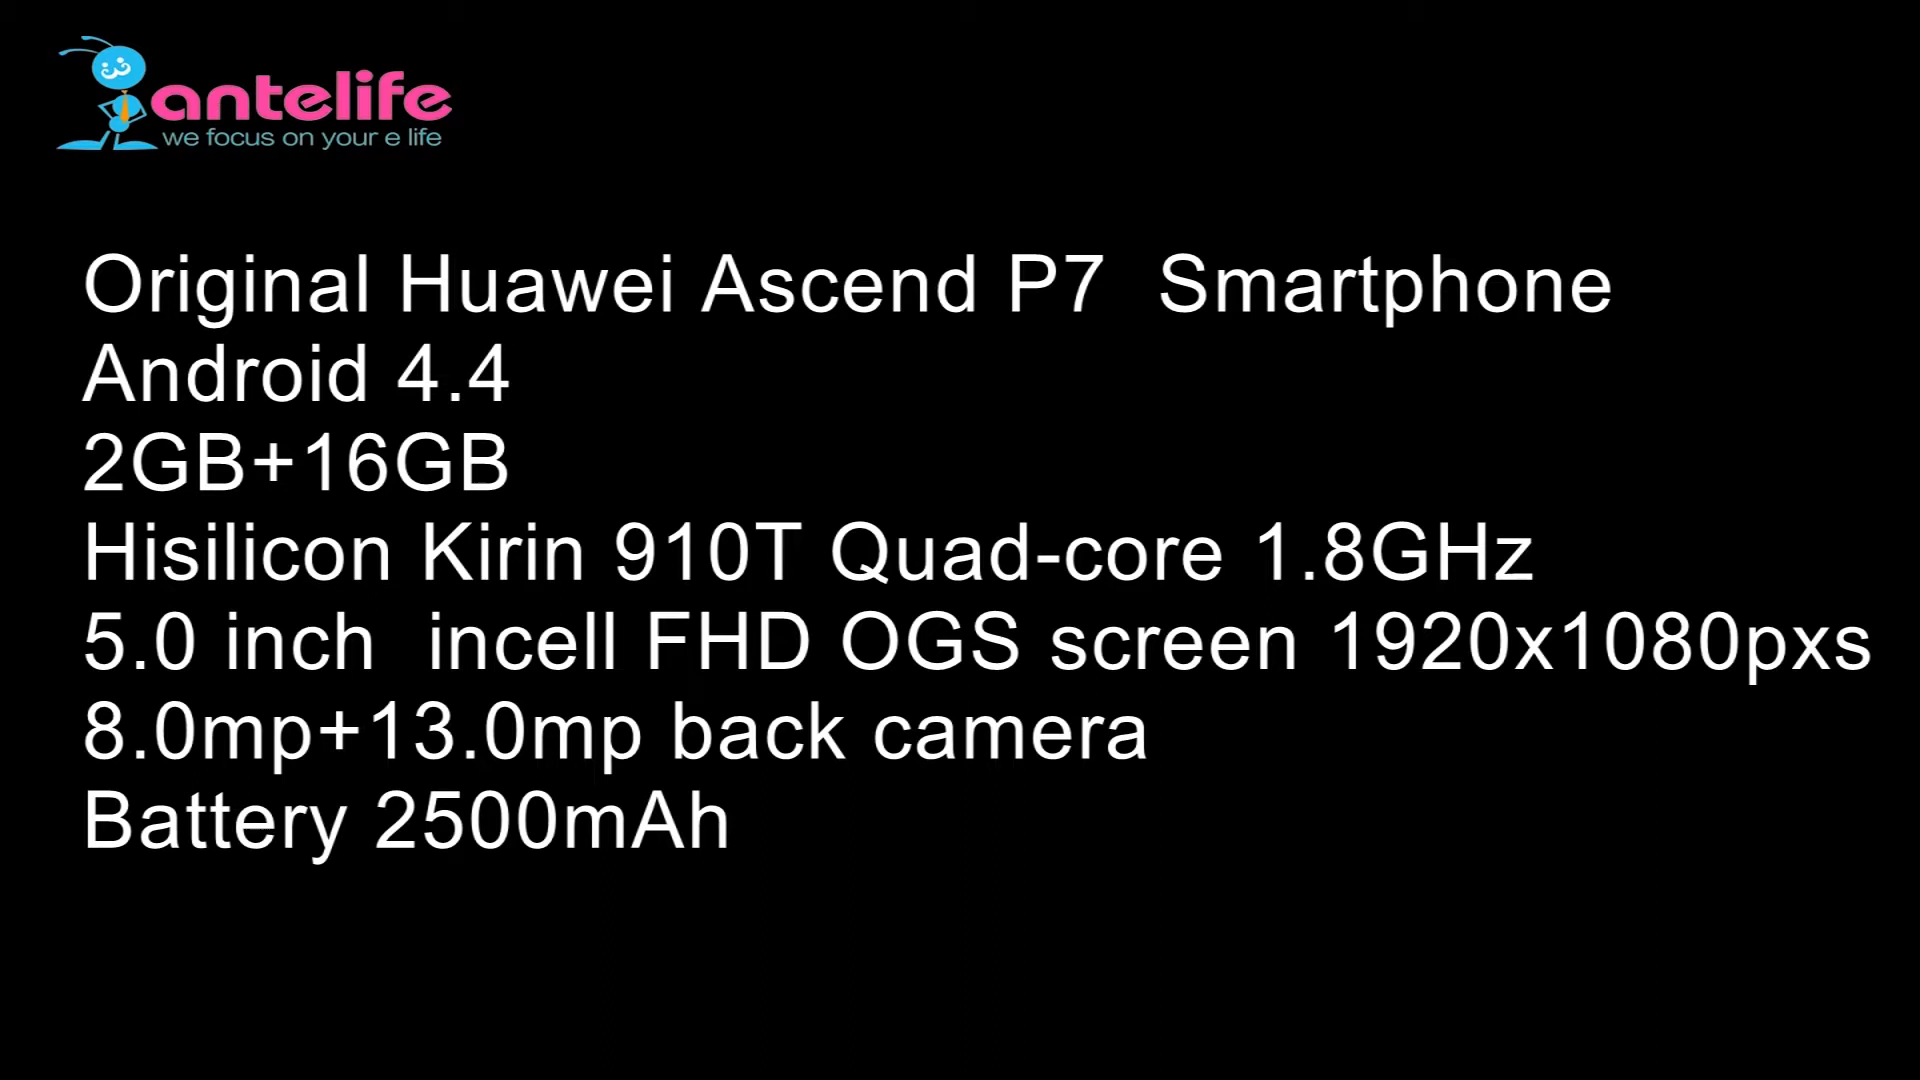 antelife
we focus on your e life
Original Huawei Ascend P7  Smartphone
Android 4.4
2GB+16GB
Hisilicon Kirin 910T Quad-core 1.8GHz
5.0 inch  incell FHD OGS screen 1920x1080pxs
8.0mp+13.0mp back camera
Battery 2500mAh